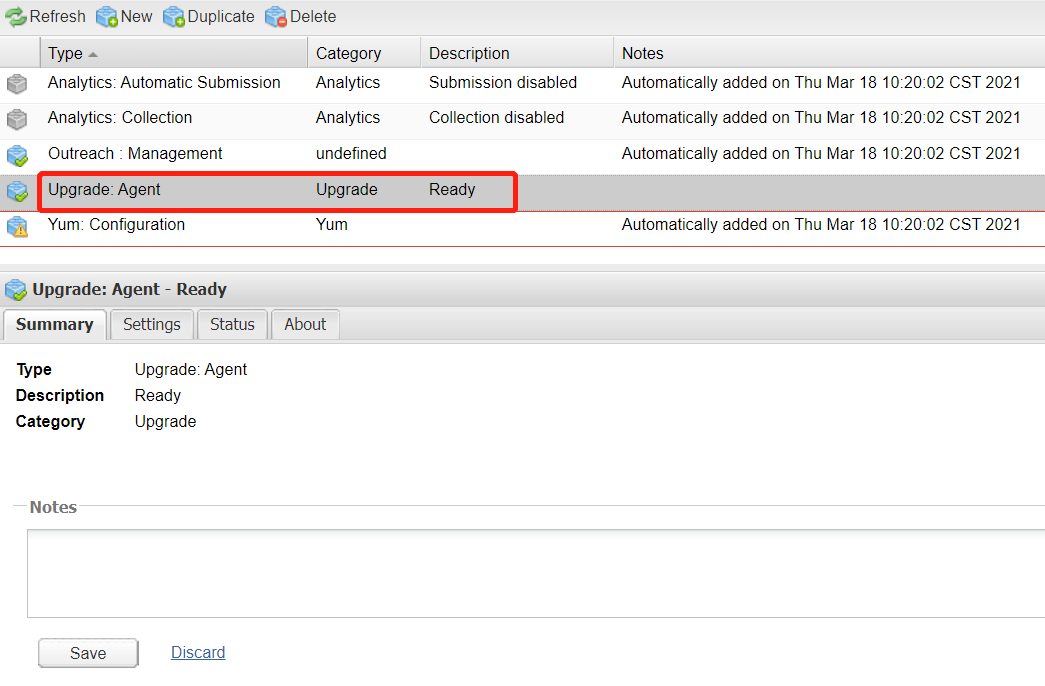 Refresh New Duplicate Delete
Type Category Description Notes
Analytics: Automatic Submission Analytics Submission disabled Automatically added on Thu Mar 18 10:20:02 CST 2021
Analytics: Collection Analytics Collection disabled Automatically added on Thu Mar 18 10:20:02 CST 2021
Outreach : Management undefined Automatically added on Thu Mar 18 10:20:02 CST 2021
Upgrade: Agent Upgrade Ready
Yum: Configuration Yum Automatically added on Thu Mar 18 10:20:02 CST 2021
Upgrade: Agent - Ready
Summary Settings Status About
Type Upgrade: Agent
Description Ready
Category Upgrade
Notes
Save Discard